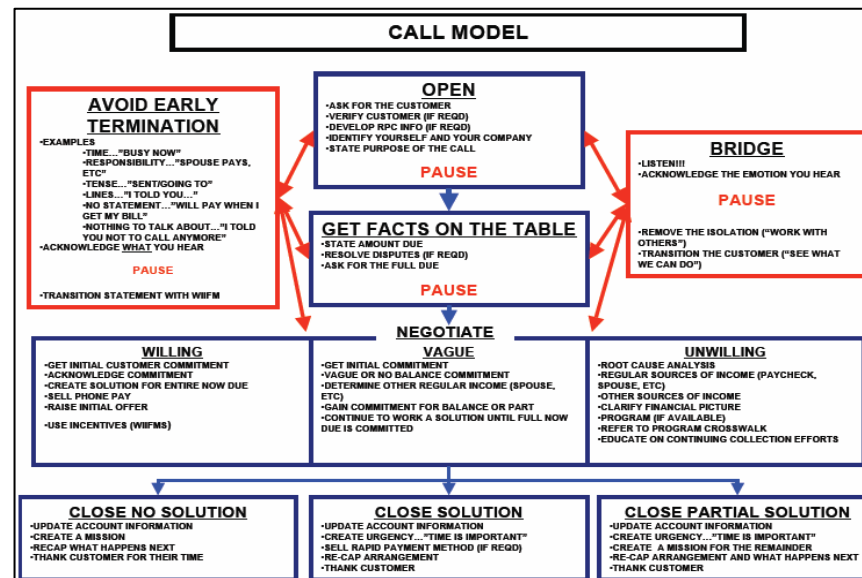 CALL MODEL
OPEN
•ASK FOR THE CUSTOMER
•VERIFY CUSTOMER (IF REQD)
•DEVELOP RPC INFO (IF REQD)
•IDENTIFY YOURSELF AND YOUR COMPANY
•STATE PURPOSE OF THE CALL
PAUSE
AVOID EARLY
TERMINATION
•EXAMPLES
•TIME…"BUSY NOW"
•RESPONSIBILITY…"SPOUSE PAYS,
ETC"
•TENSE…"SENT/GOING TO"
•LINES…"I TOLD YOU…"
•NO STATEMENT…"WILL PAY WHEN I
GET MY BILL"
•NOTHING TO TALK ABOUT…"I TOLD
YOU NOT TO CALL ANYMORE"
•ACKNOWLEDGE WHAT YOU HEAR
PAUSE
•TRANSITION STATEMENT WITH WIIFM
BRIDGE
•LISTEN!!!
•ACKNOWLEDGE THE EMOTION YOU HEAR
PAUSE
•REMOVE THE ISOLATION ("WORK WITH
OTHERS")
•TRANSITION THE CUSTOMER ("SEE WHAT
WE CAN DO")
GET FACTS ON THE TABLE
•STATE AMOUNT DUE
•RESOLVE DISPUTES (IF REQD)
•ASK FOR THE FULL DUE
PAUSE
NEGOTIATE
WILLING
•GET INITIAL CUSTOMER COMMITMENT
•ACKNOWLEDGE COMMITMENT
•CREATE SOLUTION FOR ENTIRE NOW DUE
•SELL PHONE PAY
•RAISE INITIAL OFFER
•USE INCENTIVES (WIIFMS)
VAGUE
•GET INITIAL COMMITMENT
•VAGUE OR NO BALANCE COMMITMENT
•DETERMINE OTHER REGULAR INCOME (SPOUSE,
ETC)
•GAIN COMMITMENT FOR BALANCE OR PART
•CONTINUE TO WORK A SOLUTION UNTIL FULL NOW
DUE IS COMMITTED
UNWILLING
•ROOT CAUSE ANALYSIS
•REGULAR SOURCES OF INCOME (PAYCHECK,
SPOUSE, ETC)
•OTHER SOURCES OF INCOME
•CLARIFY FINANCIAL PICTURE
•PROGRAM (IF AVAILABLE)
•REFER TO PROGRAM CROSSWALK
•EDUCATE ON CONTINUING COLLECTION EFFORTS
CLOSE NO SOLUTION
•UPDATE ACCOUNT INFORMATION
•CREATE A MISSION
•RECAP WHAT HAPPENS NEXT
•THANK CUSTOMER FOR THEIR TIME
CLOSE SOLUTION
•UPDATE ACCOUNT INFORMATION
•CREATE URGENCY…"TIME IS IMPORTANT"
•SELL RAPID PAYMENT METHOD (IF REQD)
•RE-CAP ARRANGEMENT
•THANK CUSTOMER
CLOSE PARTIAL SOLUTION
•UPDATE ACCOUNT INFORMATION
•CREATE URGENCY…"TIME IS IMPORTANT"
•CREATE A MISSION FOR THE REMAINDER
•RE-CAP ARRANGEMENT AND WHAT HAPPENS NEXT
•THANK CUSTOMER